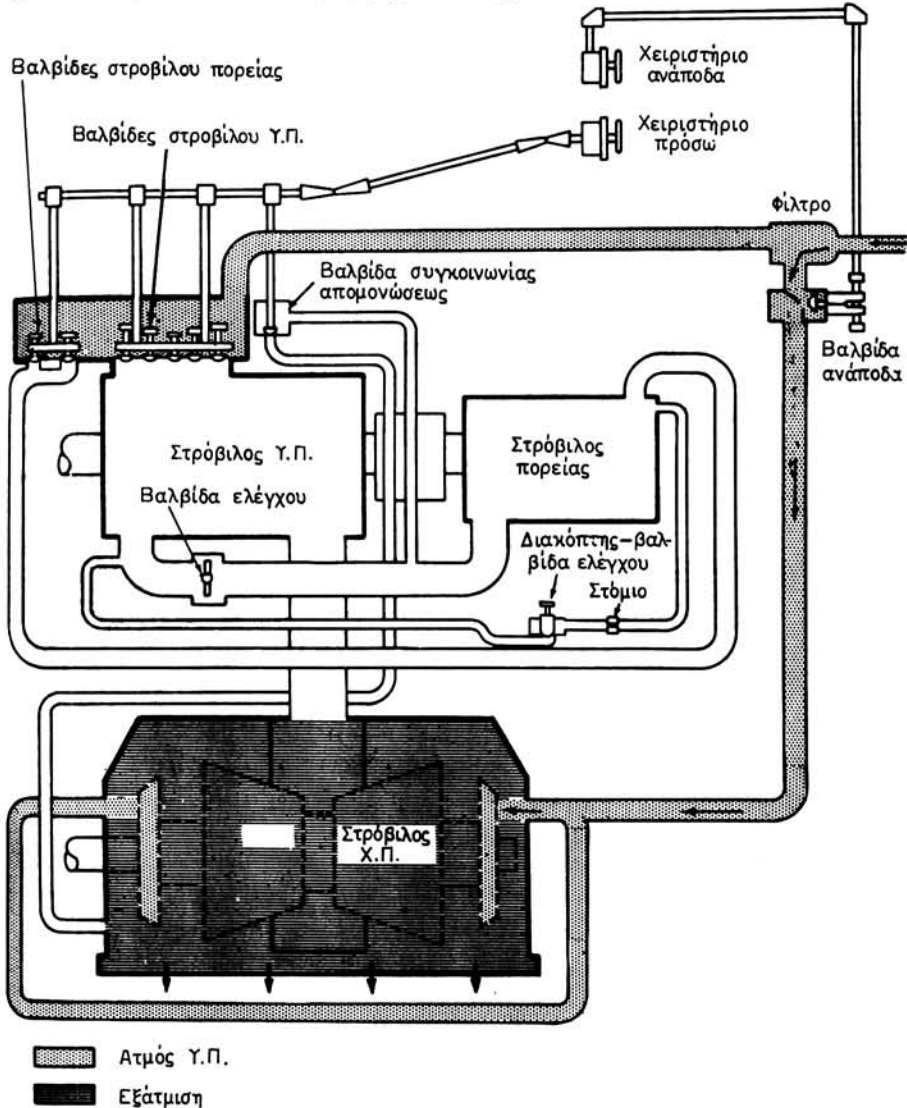 Χειριστήριο
ανάποδα
Βαλβίδες στροβίλου πορείας
Χειριστήριο
πρόσω
Βαλβίδες στροβίλου Υ.Π.
Φίλτρο
Βαλβίδα συγκοινωνίας
απομονώσεως
Βαλβίδα
ανάποδα
Στρόβιλος Υ.Π.
Στρόβιλος
πορείας
Βαλβίδα ελέγχου
Διακόπτης-βαλ-
βίδα ελέγχου
Στόμιο
Στρόβιλος
Χ.Π.
Ατμός Υ.Π.
Εξάτμιση